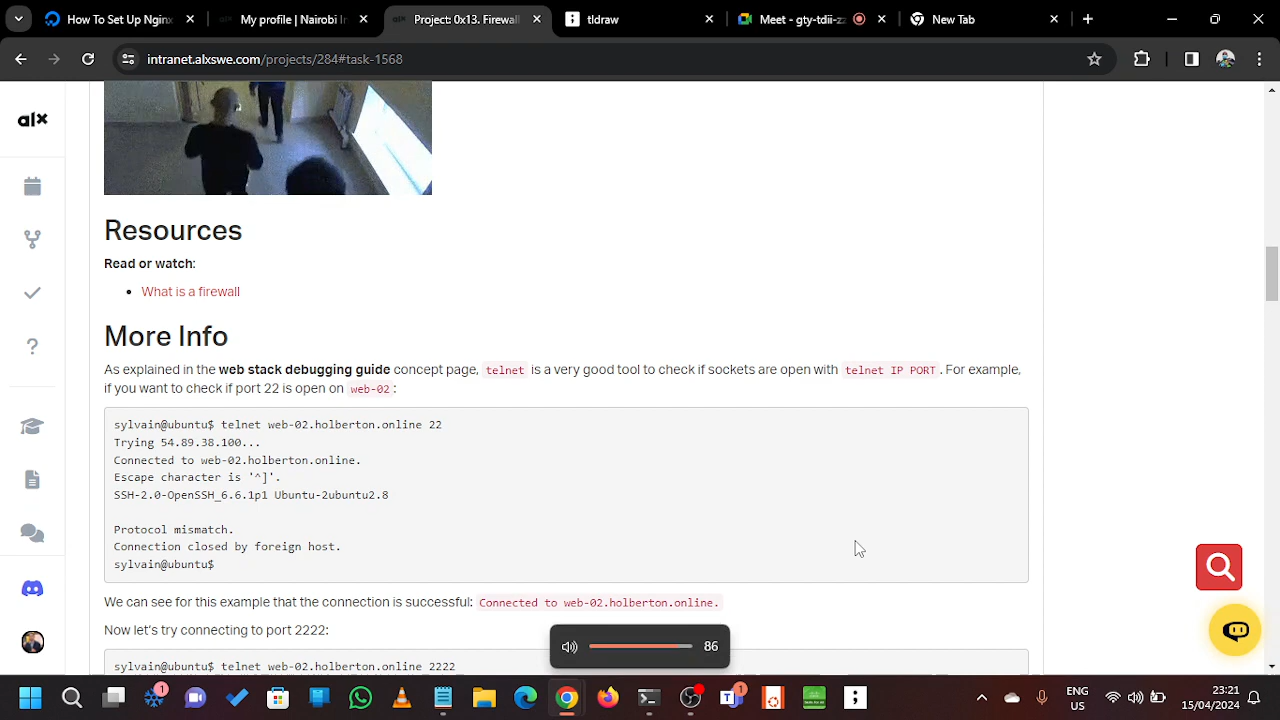 How To Set Up Nginx
My profile | Nairobi In
Project: 0x13. Firewall
tldraw
Meet - gty-tdii-zz
New Tab
intranet.alxswe.com/projects/284#task-1568
alx
Resources
Read or watch:
What is a firewall
More Info
As explained in the web stack debugging guide concept page, telnet is a very good tool to check if sockets are open with telnet IP PORT. For example,
if you want to check if port 22 is open on web-02:
sylvain@ubuntu$ telnet web-02.holberton.online 22
Trying 54.89.38.100...
Connected to web-02.holberton.online.
Escape character is '^]'.
SSH-2.0-OpenSSH_6.6.1p1 Ubuntu-2ubuntu2.8
Protocol mismatch.
Connection closed by foreign host.
sylvain@ubuntu$
We can see for this example that the connection is successful: Connected to web-02.holberton.online.
Now let's try connecting to port 2222:
sylvain@ubuntu$ telnet web-02.holberton.online 2222
86
1
1
ENG
US
23:21
15/04/2024